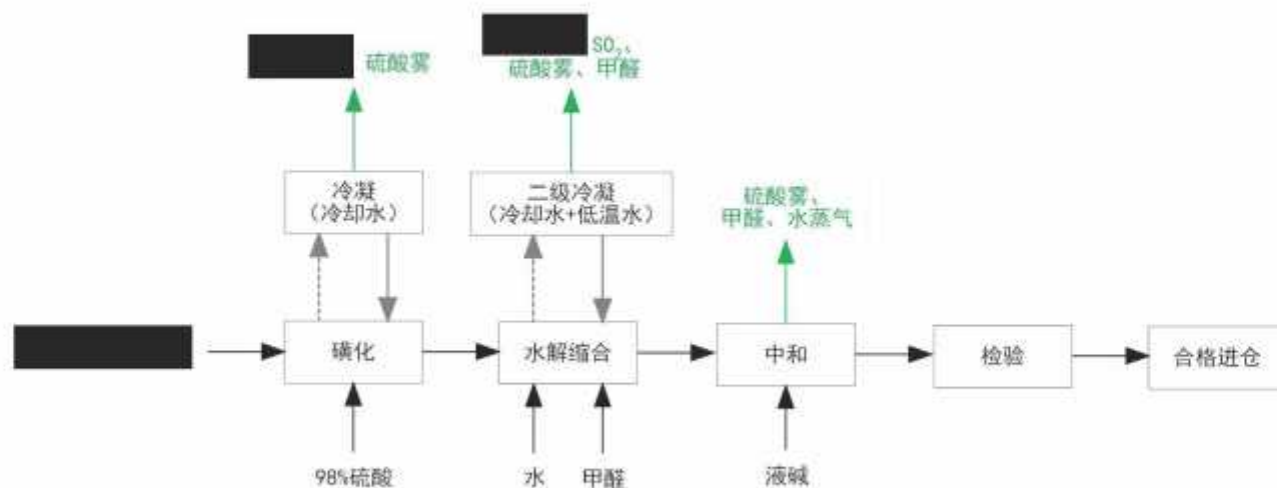 硫酸雾
SO₂、
硫酸雾、甲醛
冷凝
（冷却水）
二级冷凝
（冷却水+低温水）
硫酸雾、
甲醛、水蒸气
磺化
水解缩合
中和
检验
合格进仓
98%硫酸
水
甲醛
液碱